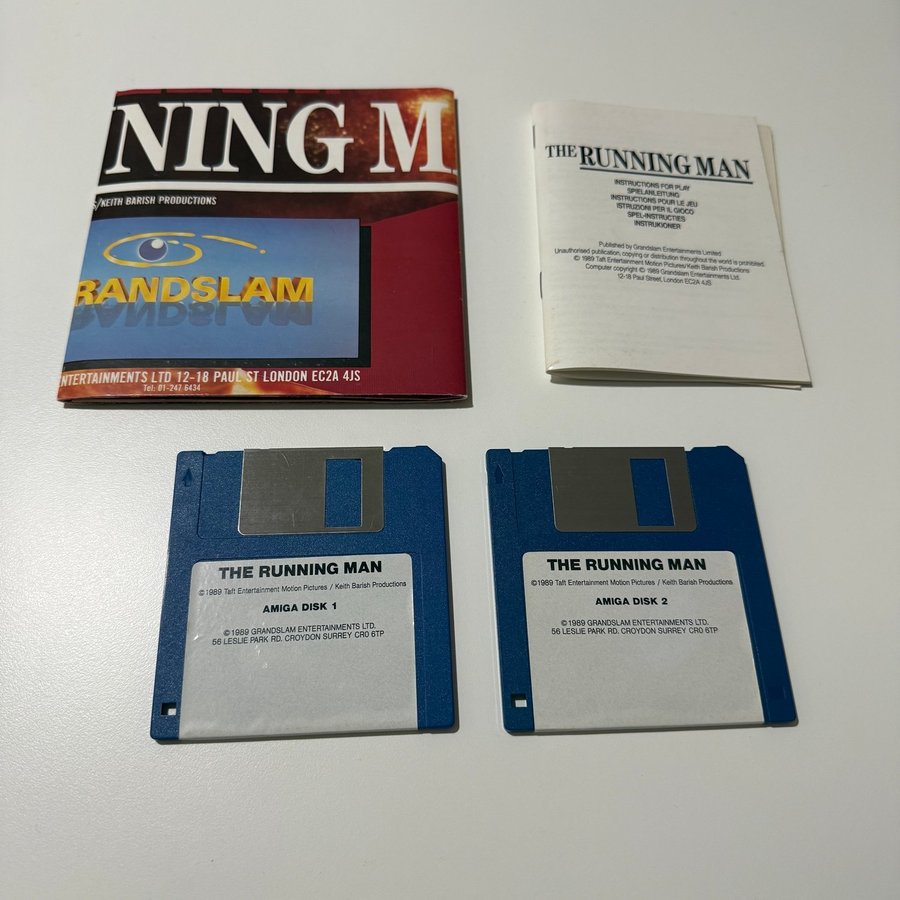 NING M
S/KEITH BARISH PRODUCTIONS
RANDSLAM
NTERTAINMENTS LTD 12-18 PAUL ST LONDON EC2A 4JS
Tel: 01-247 6434
THE RUNNING MAN
INSTRUCTIONS FOR PLAY
SPIELANLEITUNG
INSTRUCTIONS POUR LE JEU
ISTRUZIONI PER IL GIOCO
SPEL-INSTRUCTIES
INSTRUKIONER
Published by Grandslam Entertainments Limited
Unauthorised publication, copying or distribution throughout the world is prohibited.
© 1989 Taft Entertainment Motion Pictures/Keith Barish Productions
Computer copyright © 1989 Grandslam Entertainments Ltd.
12-18 Paul Street, London EC2A 4JS
THE RUNNING MAN
©1989 Taft Entertainment Motion Pictures / Keith Barish Productions
AMIGA DISK 1
©1989 GRANDSLAM ENTERTAINMENTS LTD.
56 LESLIE PARK RD. CROYDON SURREY CR0 6TP
THE RUNNING MAN
©1989 Taft Entertainment Motion Pictures / Keith Barish Productions
AMIGA DISK 2
©1989 GRANDSLAM ENTERTAINMENTS LTD.
56 LESLIE PARK RD. CROYDON SURREY CR0 6TP